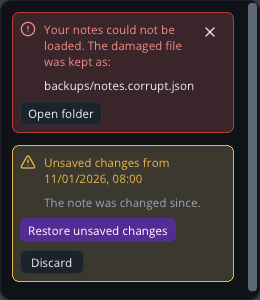 Your notes could not be
loaded. The damaged file
was kept as:
backups/notes.corrupt.json
Open folder
Unsaved changes from
11/01/2026, 08:00
The note was changed since.
Restore unsaved changes
Discard